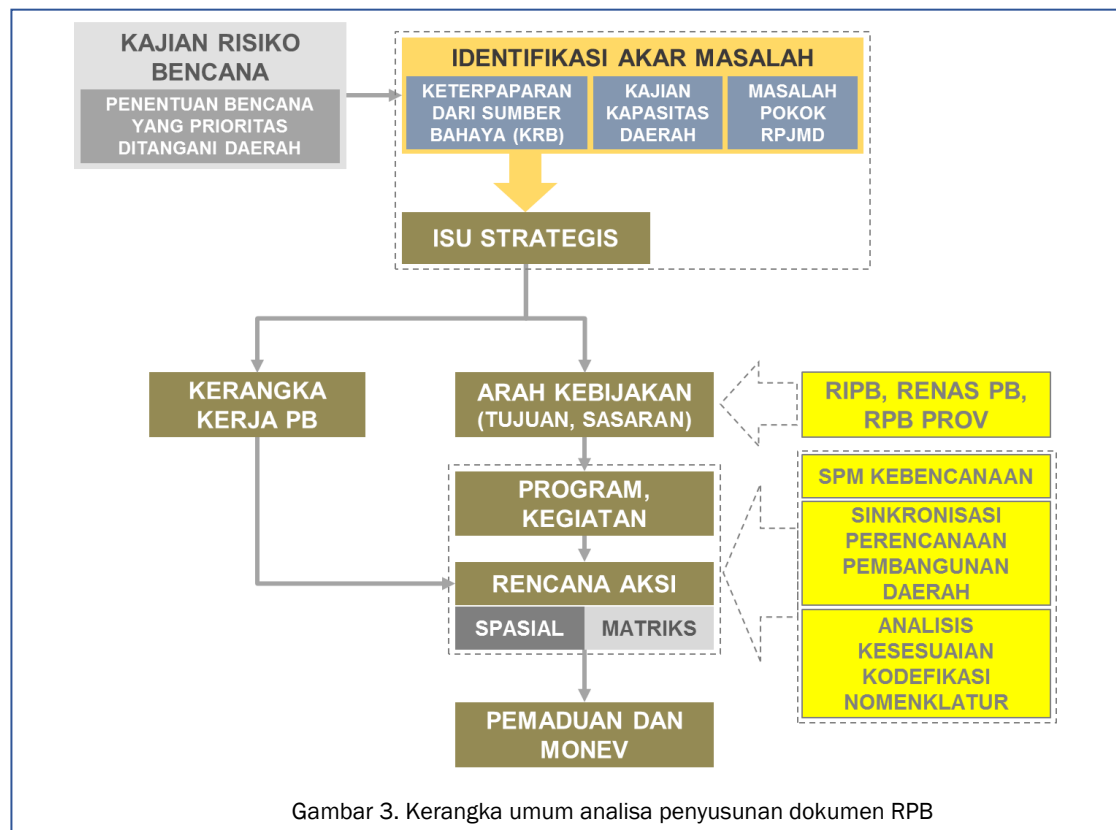 KAJIAN RISIKO
BENCANA
PENENTUAN BENCANA
YANG PRIORITAS
DITANGANI DAERAH
IDENTIFIKASI AKAR MASALAH
KETERPAPARAN
DARI SUMBER
BAHAYA (KRB)
KAJIAN
KAPASITAS
DAERAH
MASALAH
POKOK
RPJMD
ISU STRATEGIS
KERANGKA
KERJA PB
ARAH KEBIJAKAN
(TUJUAN, SASARAN)
RIPB, RENAS PB,
RPB PROV
PROGRAM,
KEGIATAN
RENCANA AKSI
SPASIAL
MATRIKS
SPM KEBENCANAAN
SINKRONISASI
PERENCANAAN
PEMBANGUNAN
DAERAH
ANALISIS
KESESUAIAN
KODEFIKASI
NOMENKLATUR
PEMADUAN DAN
MONEV
Gambar 3. Kerangka umum analisa penyusunan dokumen RPB